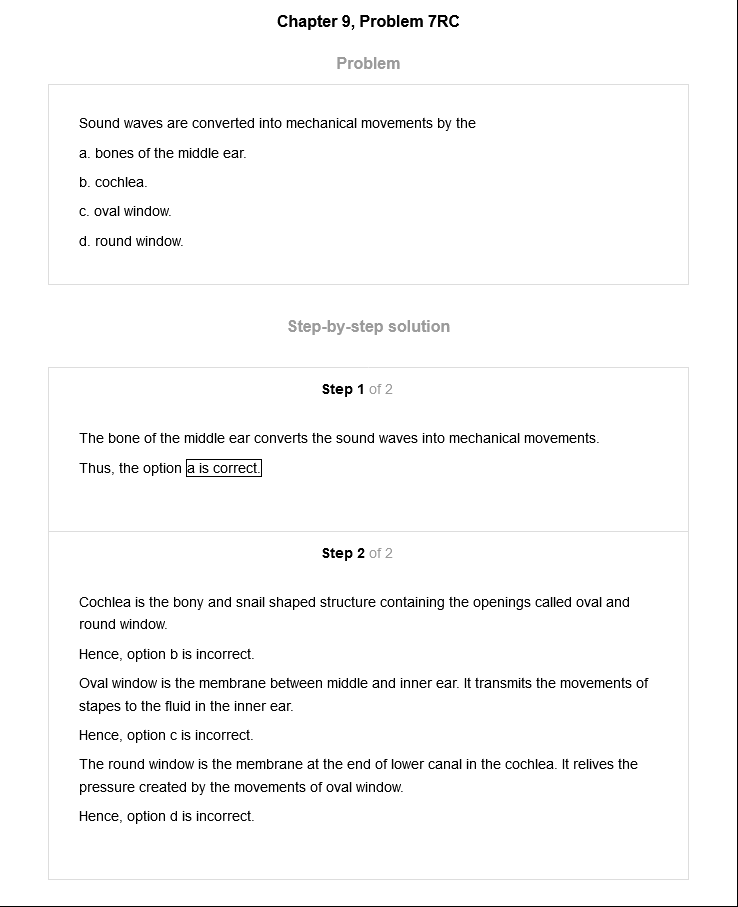 Chapter 9, Problem 7RC
Problem
Sound waves are converted into mechanical movements by the
a. bones of the middle ear.
b. cochlea.
c. oval window.
d. round window.
Step-by-step solution
Step 1 of 2
The bone of the middle ear converts the sound waves into mechanical movements.
Thus, the option a is correct.
Step 2 of 2
Cochlea is the bony and snail shaped structure containing the openings called oval and
round window.
Hence, option b is incorrect.
Oval window is the membrane between middle and inner ear. It transmits the movements of
stapes to the fluid in the inner ear.
Hence, option c is incorrect.
The round window is the membrane at the end of lower canal in the cochlea. It relives the
pressure created by the movements of oval window.
Hence, option d is incorrect.